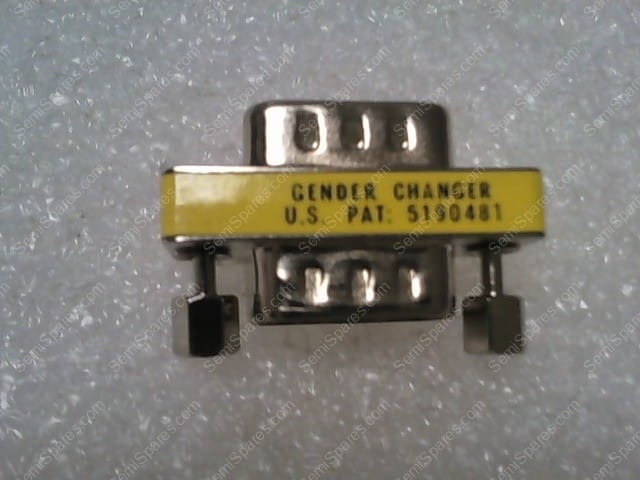 GENDER CHANGER
U.S. PAT: 5190481
SemiSpares.com